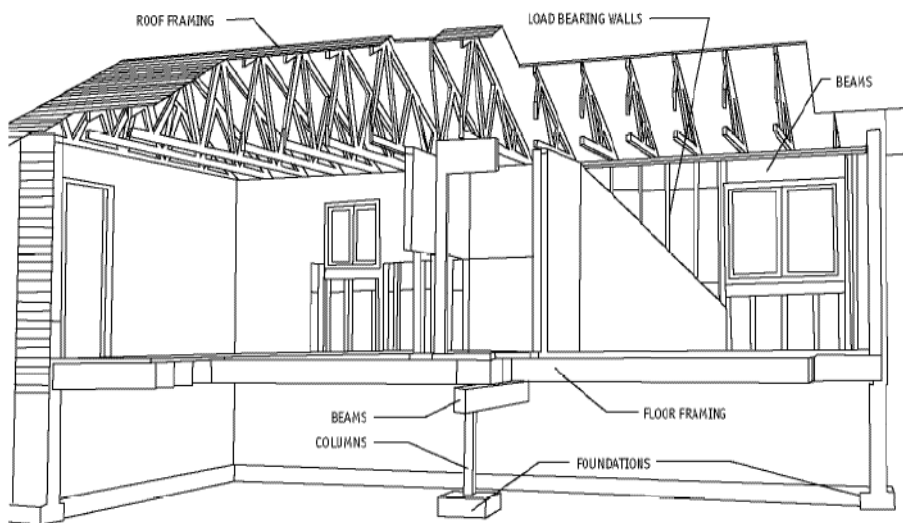 ROOF FRAMING
LOAD BEARING WALLS
BEAMS
BEAMS
FLOOR FRAMING
COLUMNS
FOUNDATIONS